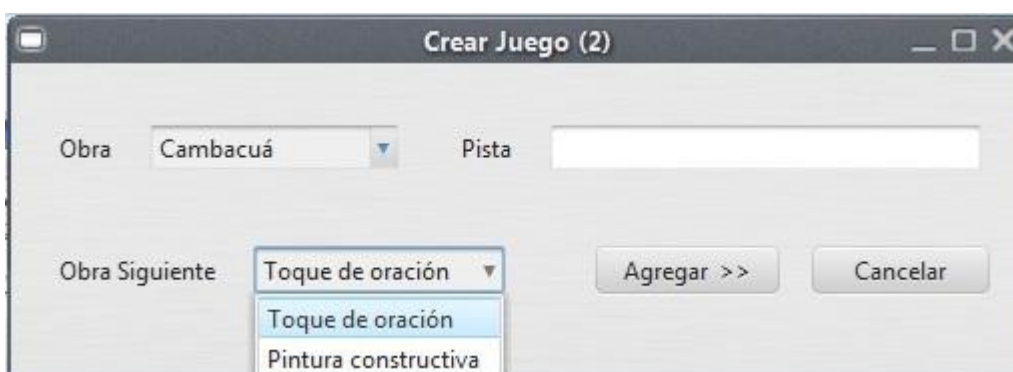 Crear Juego (2)
Obra Cambacuá Pista
Obra Siguiente Toque de oración Agregar >> Cancelar
Toque de oración
Pintura constructiva